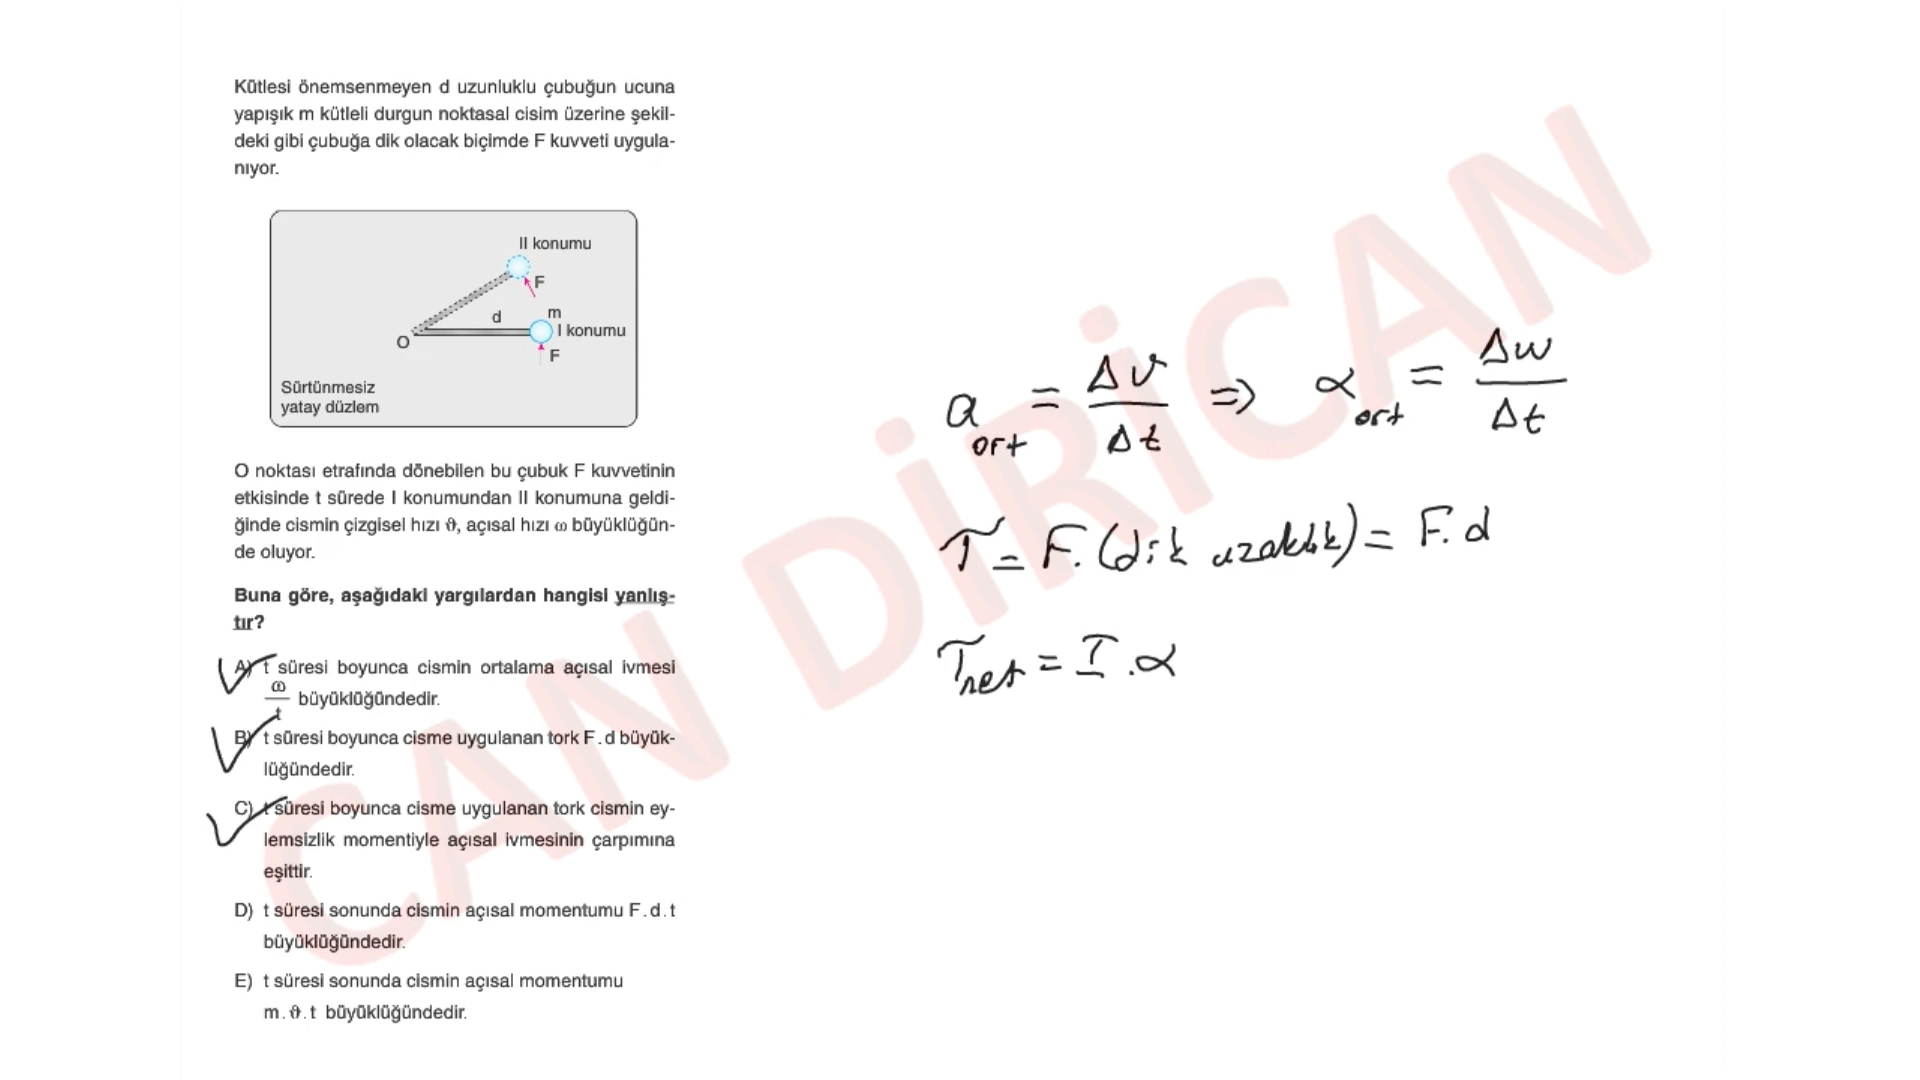 Kütlesi önemsenmeyen d uzunluklu çubuğun ucuna
yapışık m kütleli durgun noktasal cisim üzerine şekil-
deki gibi çubuğa dik olacak biçimde F kuvveti uygula-
nıyor.
II konumu
F
d
m
I konumu
O
F
Sürtünmesiz
yatay düzlem
O noktası etrafında dönebilen bu çubuk F kuvvetinin
etkisinde t sürede I konumundan II konumuna geldi-
ğinde cismin çizgisel hızı ϑ, açısal hızı ω büyüklüğün-
de oluyor.
Buna göre, aşağıdaki yargılardan hangisi yanlış-
tır?
A) t süresi boyunca cismin ortalama açısal ivmesi
ω/t büyüklüğündedir.
B) t süresi boyunca cisme uygulanan tork F.d büyük-
lüğündedir.
C) t süresi boyunca cisme uygulanan tork cismin ey-
lemsizlik momentiyle açısal ivmesinin çarpımına
eşittir.
D) t süresi sonunda cismin açısal momentumu F.d.t
büyüklüğündedir.
E) t süresi sonunda cismin açısal momentumu
m.ϑ.t büyüklüğündedir.
a ort = Δv/Δt ⇒ α ort = Δw/Δt
T = F.(dik uzaklık) = F.d
Tnet = I.α
CAN DİRİCAN